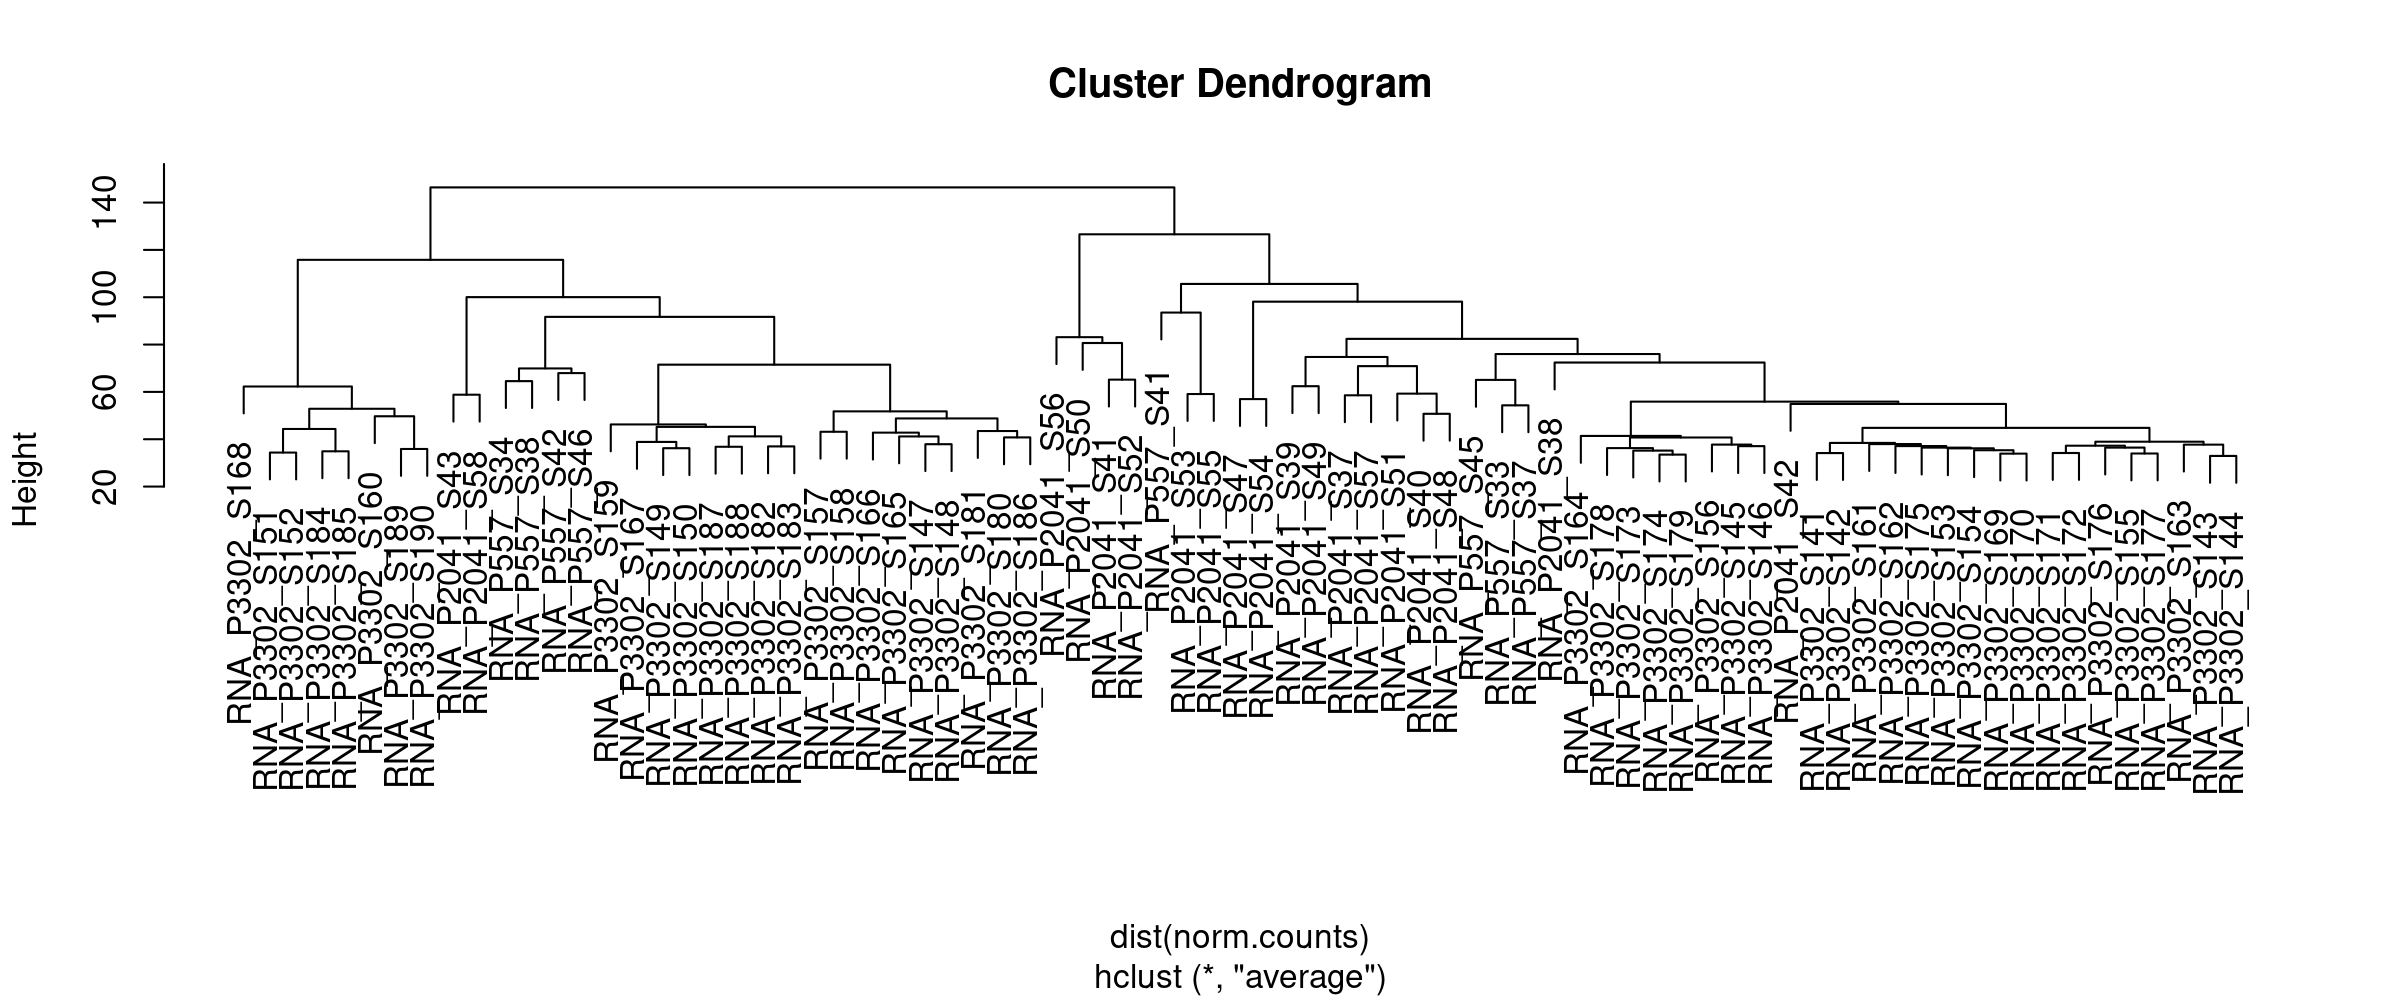 Cluster Dendrogram
Height
20
60
100
140
RNA_P3302_S168
RNA_P3302_S151
RNA_P3302_S152
RNA_P3302_S184
RNA_P3302_S185
RNA_P3302_S160
RNA_P3302_S189
RNA_P3302_S190
RNA_P2041_S43
RNA_P2041_S58
RNA_P557_S34
RNA_P557_S38
RNA_P557_S42
RNA_P557_S46
RNA_P3302_S159
RNA_P3302_S167
RNA_P3302_S149
RNA_P3302_S150
RNA_P3302_S187
RNA_P3302_S188
RNA_P3302_S182
RNA_P3302_S183
RNA_P3302_S157
RNA_P3302_S158
RNA_P3302_S166
RNA_P3302_S165
RNA_P3302_S147
RNA_P3302_S148
RNA_P3302_S181
RNA_P3302_S180
RNA_P3302_S186
RNA_P2041_S56
RNA_P2041_S50
RNA_P2041_S41
RNA_P2041_S52
RNA_P557_S41
RNA_P2041_S53
RNA_P2041_S55
RNA_P2041_S47
RNA_P2041_S54
RNA_P2041_S39
RNA_P2041_S49
RNA_P2041_S37
RNA_P2041_S57
RNA_P2041_S51
RNA_P2041_S40
RNA_P2041_S48
RNA_P557_S45
RNA_P557_S33
RNA_P557_S37
RNA_P2041_S38
RNA_P3302_S164
RNA_P3302_S178
RNA_P3302_S173
RNA_P3302_S174
RNA_P3302_S179
RNA_P3302_S156
RNA_P3302_S145
RNA_P3302_S146
RNA_P2041_S42
RNA_P3302_S141
RNA_P3302_S142
RNA_P3302_S161
RNA_P3302_S162
RNA_P3302_S175
RNA_P3302_S153
RNA_P3302_S154
RNA_P3302_S169
RNA_P3302_S170
RNA_P3302_S171
RNA_P3302_S172
RNA_P3302_S176
RNA_P3302_S155
RNA_P3302_S177
RNA_P3302_S163
RNA_P3302_S143
RNA_P3302_S144
dist(norm.counts)
hclust (*, "average")